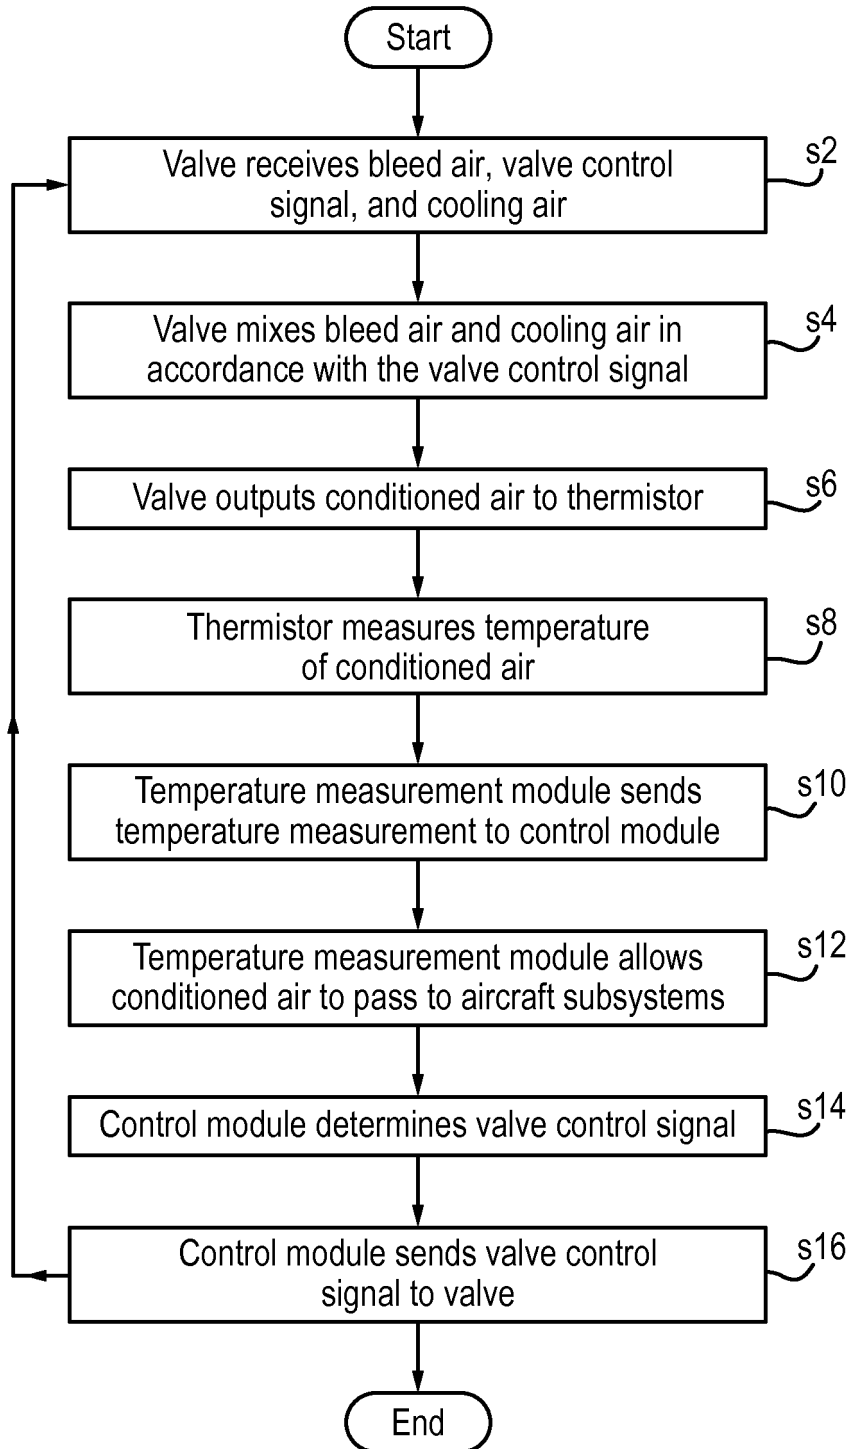 Start
Valve receives bleed air, valve control
signal, and cooling air
s2
Valve mixes bleed air and cooling air in
accordance with the valve control signal
s4
Valve outputs conditioned air to thermistor
s6
Thermistor measures temperature
of conditioned air
s8
Temperature measurement module sends
temperature measurement to control module
s10
Temperature measurement module allows
conditioned air to pass to aircraft subsystems
s12
Control module determines valve control signal
s14
Control module sends valve control
signal to valve
s16
End